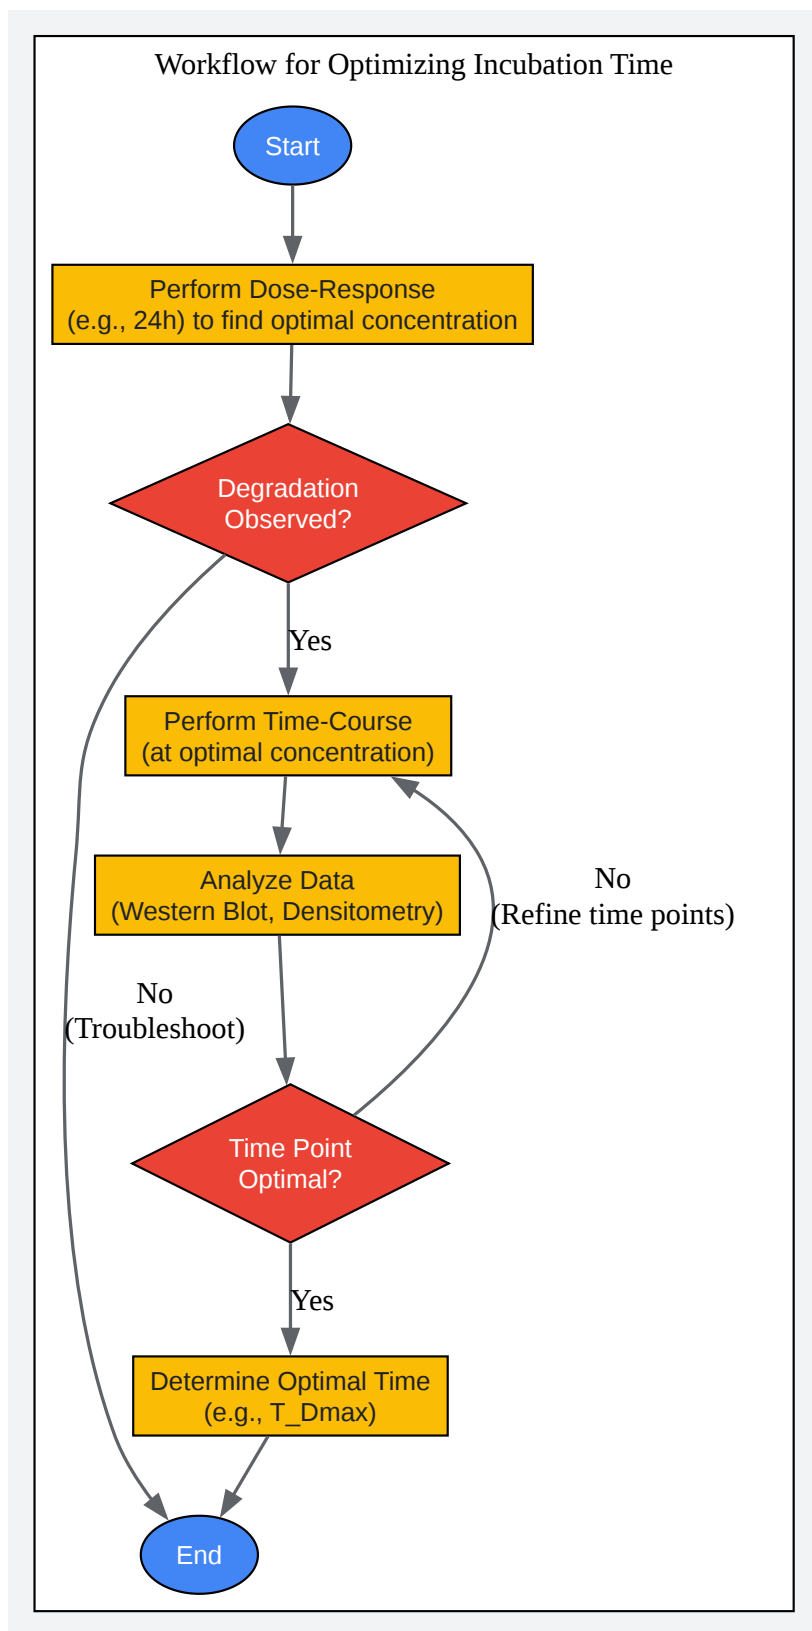 Workflow for Optimizing Incubation Time
Start
Perform Dose-Response
(e.g., 24h) to find optimal concentration
Degradation
Observed?
Yes
Perform Time-Course
(at optimal concentration)
Analyze Data
(Western Blot, Densitometry)
No
(Refine time points)
No
(Troubleshoot)
Time Point
Optimal?
Yes
Determine Optimal Time
(e.g., T_Dmax)
End